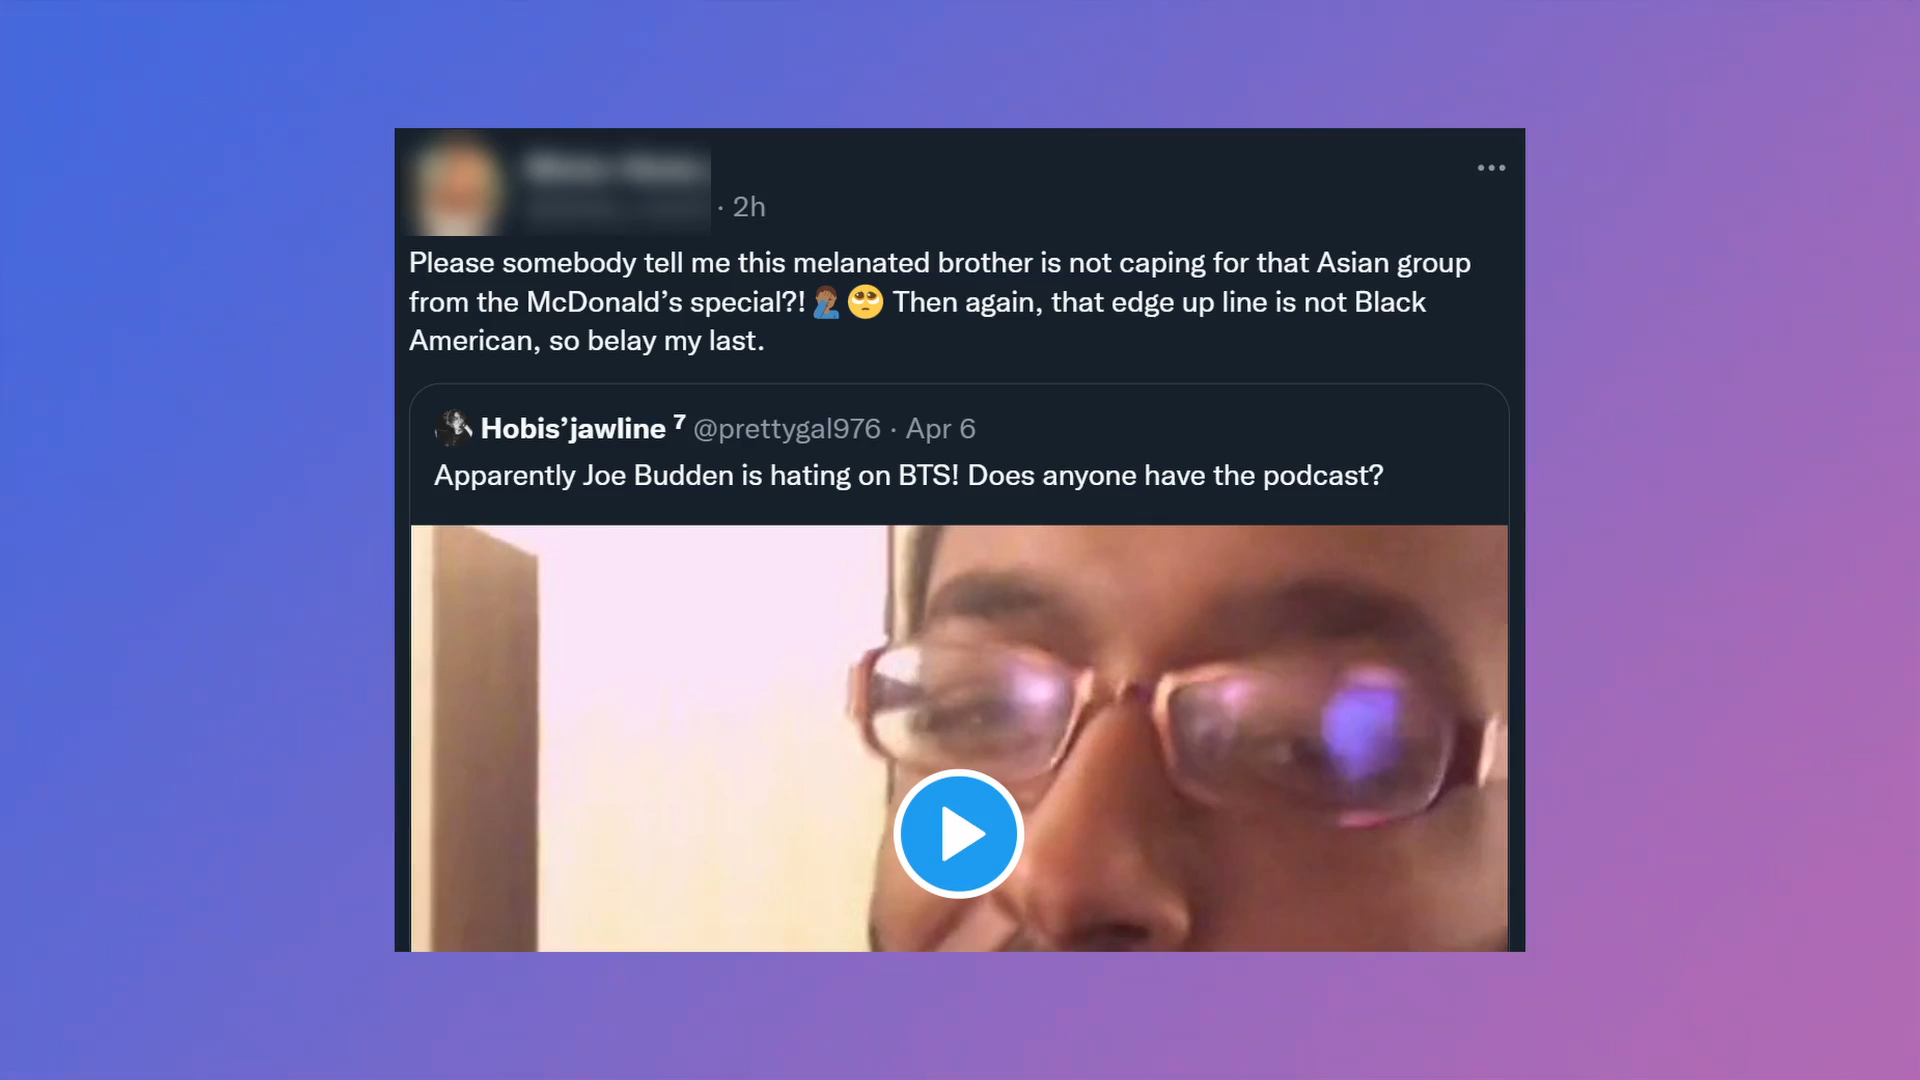 · 2h
Please somebody tell me this melanated brother is not caping for that Asian group
from the McDonald’s special?! 🤦🏾‍♂️🥺 Then again, that edge up line is not Black
American, so belay my last.
Hobis’jawline ⁷ @prettygal976 · Apr 6
Apparently Joe Budden is hating on BTS! Does anyone have the podcast?